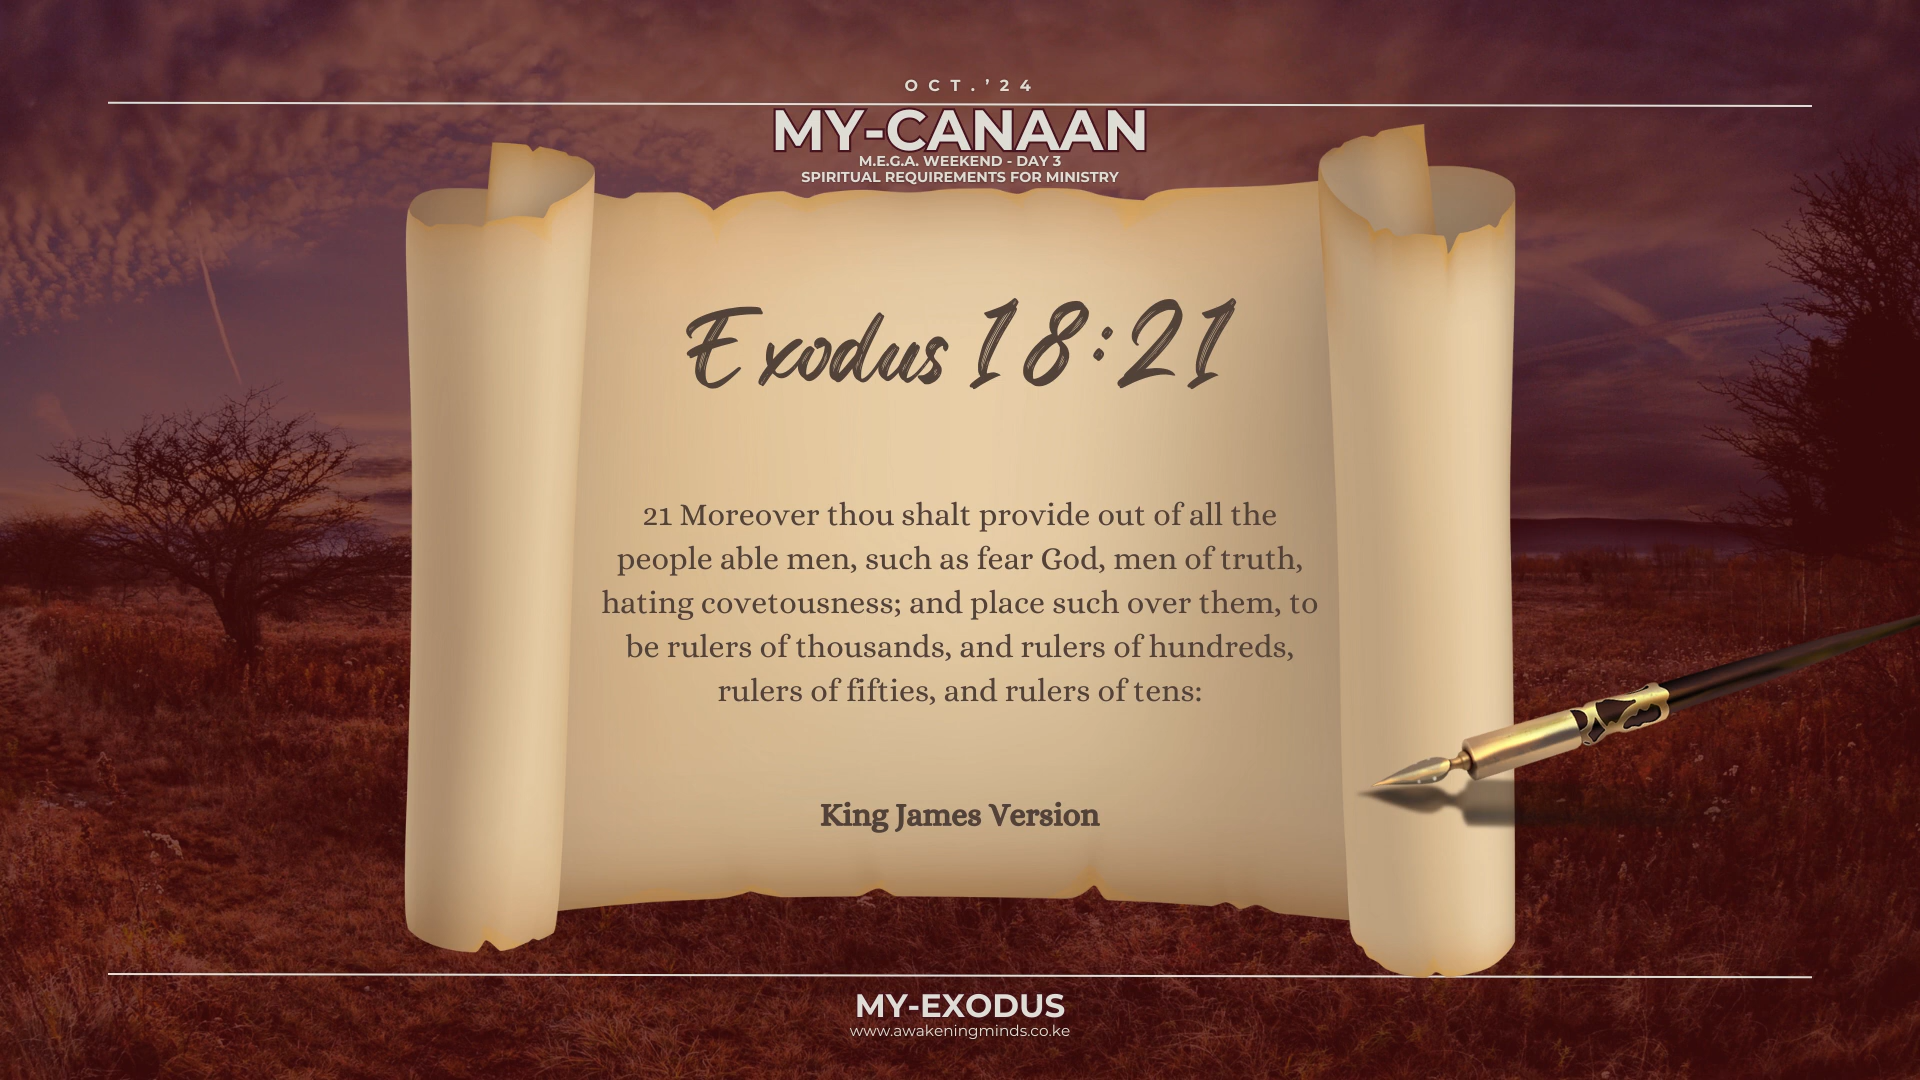 OCT.'24
MY-CANAAN
M.E.G.A. WEEKEND - DAY 3
SPIRITUAL REQUIREMENTS FOR MINISTRY
Exodus 18:21
21 Moreover thou shalt provide out of all the
people able men, such as fear God, men of truth,
hating covetousness; and place such over them, to
be rulers of thousands, and rulers of hundreds,
rulers of fifties, and rulers of tens:
King James Version
MY-EXODUS
www.awakeningminds.co.ke